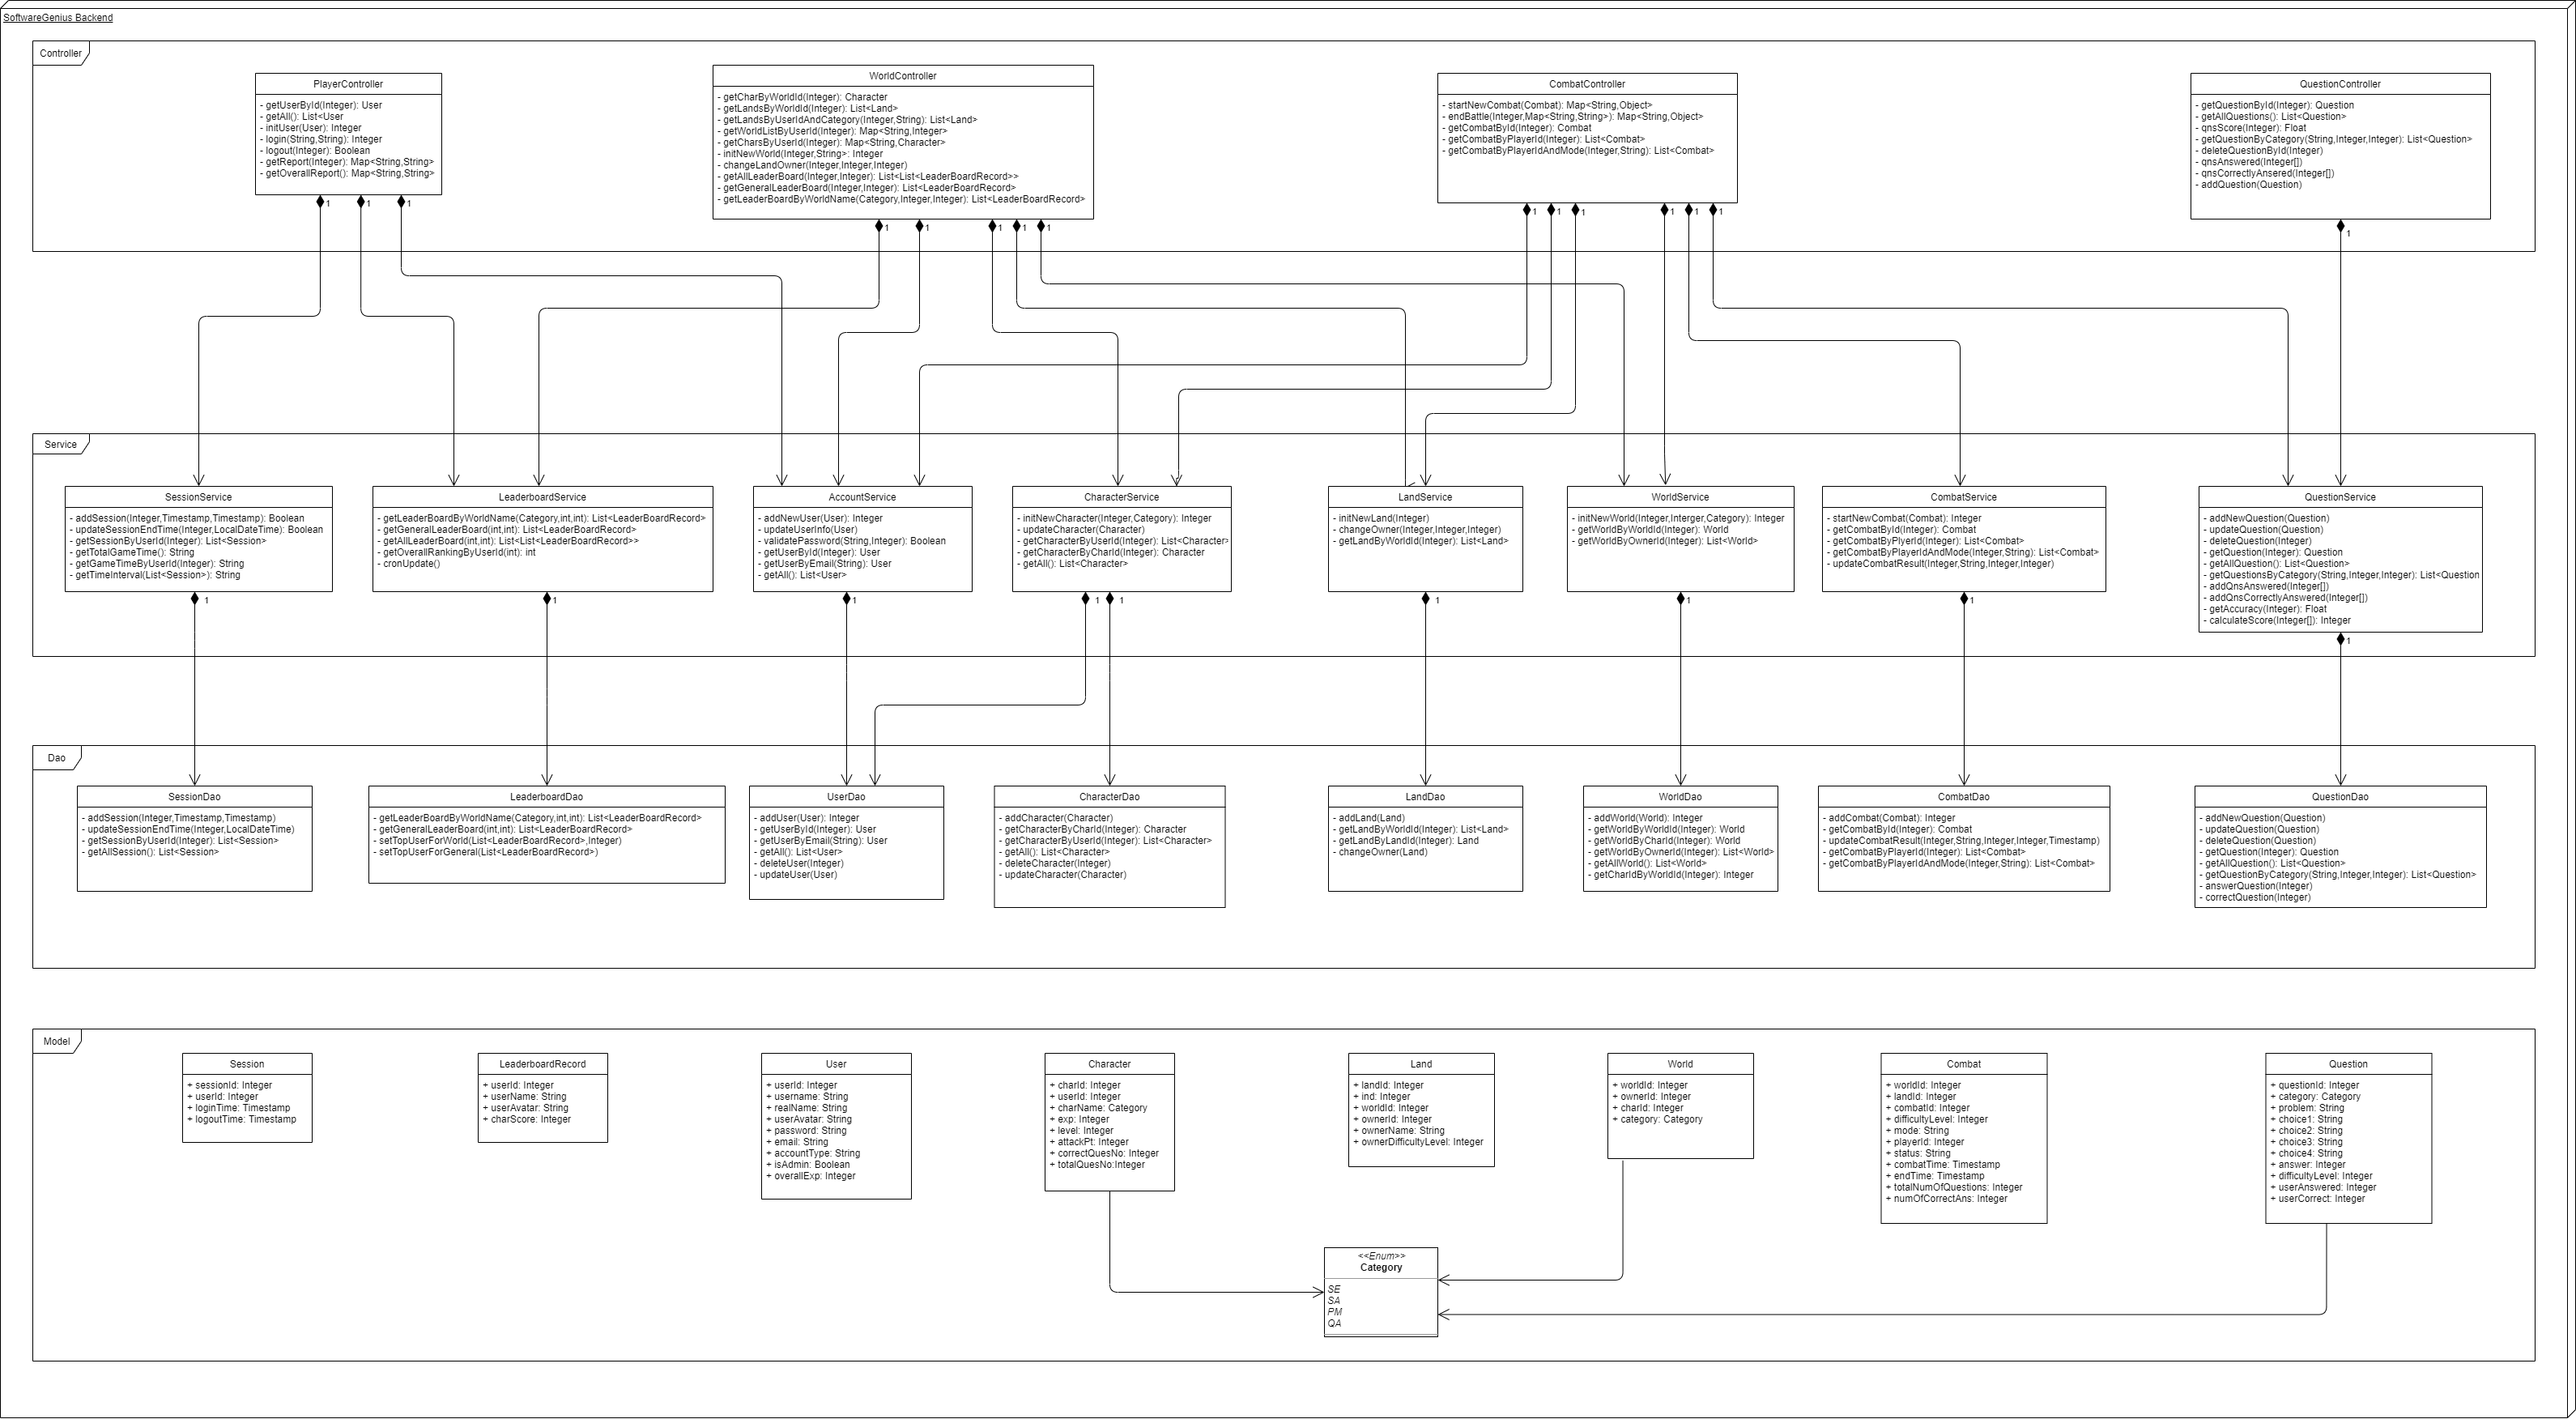 SoftwareGenius Backend
Controller
PlayerController
- getUserById(Integer): User
- getAll(): List<User
- initUser(User): Integer
- login(String,String): Integer
- logout(Integer): Boolean
- getReport(Integer): Map<String,String>
- getOverallReport(): Map<String,String>
1
1
1
WorldController
- getCharByWorldId(Integer): Character
- getLandsByWorldId(Integer): List<Land>
- getLandsByUserIdAndCategory(Integer,String): List<Land>
- getWorldListByUserId(Integer): Map<String,Integer>
- getCharsByUserId(Integer): Map<String,Character>
- initNewWorld(Integer,String>: Integer
- changeLandOwner(Integer,Integer,Integer)
- getAllLeaderBoard(Integer,Integer): List<List<LeaderBoardRecord>>
- getGeneralLeaderBoard(Integer,Integer): List<LeaderBoardRecord>
- getLeaderBoardByWorldName(Category,Integer,Integer): List<LeaderBoardRecord>
1
1
1
1
1
CombatController
- startNewCombat(Combat): Map<String,Object>
- endBattle(Integer,Map<String,String>): Map<String,Object>
- getCombatById(Integer): Combat
- getCombatByPlayerId(Integer): List<Combat>
- getCombatByPlayerIdAndMode(Integer,String): List<Combat>
1
1
1
1
1
1
QuestionController
- getQuestionById(Integer): Question
- getAllQuestions(): List<Question>
- qnsScore(Integer): Float
- getQuestionByCategory(String,Integer,Integer): List<Question>
- deleteQuestionById(Integer)
- qnsAnswered(Integer[])
- qnsCorrectlyAnsered(Integer[])
- addQuestion(Question)
1
Service
SessionService
- addSession(Integer,Timestamp,Timestamp): Boolean
- updateSessionEndTime(Integer,LocalDateTime): Boolean
- getSessionByUserId(Integer): List<Session>
- getTotalGameTime(): String
- getGameTimeByUserId(Integer): String
- getTimeInterval(List<Session>): String
1
LeaderboardService
- getLeaderBoardByWorldName(Category,int,int): List<LeaderBoardRecord>
- getGeneralLeaderBoard(int,int): List<LeaderBoardRecord>
- getAllLeaderBoard(int,int): List<List<LeaderBoardRecord>>
- getOverallRankingByUserId(int): int
- cronUpdate()
1
AccountService
- addNewUser(User): Integer
- updateUserInfo(User)
- validatePassword(String,Integer): Boolean
- getUserById(Integer): User
- getUserByEmail(String): User
- getAll(): List<User>
1
CharacterService
- initNewCharacter(Integer,Category): Integer
- updateCharacter(Character)
- getCharacterByUserId(Integer): List<Character>
- getCharacterByCharId(Integer): Character
- getAll(): List<Character>
1
1
LandService
- initNewLand(Integer)
- changeOwner(Integer,Integer,Integer)
- getLandByWorldId(Integer): List<Land>
1
WorldService
- initNewWorld(Integer,Interger,Category): Integer
- getWorldByWorldId(Integer): World
- getWorldByOwnerId(Integer): List<World>
1
CombatService
- startNewCombat(Combat): Integer
- getCombatById(Integer): Combat
- getCombatByPlyerId(Integer): List<Combat>
- getCombatByPlayerIdAndMode(Integer,String): List<Combat>
- updateCombatResult(Integer,String,Integer,Integer)
1
QuestionService
- addNewQuestion(Question)
- updateQuestion(Question)
- deleteQuestion(Integer)
- getQuestion(Integer): Question
- getAllQuestion(): List<Question>
- getQuestionsByCategory(String,Integer,Integer): List<Question
- addQnsAnswered(Integer[])
- addQnsCorrectlyAnswered(Integer[])
- getAccuracy(Integer): Float
- calculateScore(Integer[]): Integer
1
Dao
SessionDao
- addSession(Integer,Timestamp,Timestamp)
- updateSessionEndTime(Integer,LocalDateTime)
- getSessionByUserId(Integer): List<Session>
- getAllSession(): List<Session>
LeaderboardDao
- getLeaderBoardByWorldName(Category,int,int): List<LeaderBoardRecord>
- getGeneralLeaderBoard(int,int): List<LeaderBoardRecord>
- setTopUserForWorld(List<LeaderBoardRecord>,Integer)
- setTopUserForGeneral(List<LeaderBoardRecord>)
UserDao
- addUser(User): Integer
- getUserById(Integer): User
- getUserByEmail(String): User
- getAll(): List<User>
- deleteUser(Integer)
- updateUser(User)
CharacterDao
- addCharacter(Character)
- getCharacterByCharId(Integer): Character
- getCharacterByUserId(Integer): List<Character>
- getAll(): List<Character>
- deleteCharacter(Integer)
- updateCharacter(Character)
LandDao
- addLand(Land)
- getLandByWorldId(Integer): List<Land>
- getLandByLandId(Integer): Land
- changeOwner(Land)
WorldDao
- addWorld(World): Integer
- getWorldByWorldId(Integer): World
- getWorldByCharId(Integer): World
- getWorldByOwnerId(Integer): List<World>
- getAllWorld(): List<World>
- getCharIdByWorldId(Integer): Integer
CombatDao
- addCombat(Combat): Integer
- getCombatById(Integer): Combat
- updateCombatResult(Integer,String,Integer,Integer,Timestamp)
- getCombatByPlayerId(Integer): List<Combat>
- getCombatByPlayerIdAndMode(Integer,String): List<Combat>
QuestionDao
- addNewQuestion(Question)
- updateQuestion(Question)
- deleteQuestion(Question)
- getQuestion(Integer): Question
- getAllQuestion(): List<Question>
- getQuestionByCategory(String,Integer,Integer): List<Question>
- answerQuestion(Integer)
- correctQuestion(Integer)
Model
Session
+ sessionId: Integer
+ userId: Integer
+ loginTime: Timestamp
+ logoutTime: Timestamp
LeaderboardRecord
+ userId: Integer
+ userName: String
+ userAvatar: String
+ charScore: Integer
User
+ userId: Integer
+ username: String
+ realName: String
+ userAvatar: String
+ password: String
+ email: String
+ accountType: String
+ isAdmin: Boolean
+ overallExp: Integer
Character
+ charId: Integer
+ userId: Integer
+ charName: Category
+ exp: Integer
+ level: Integer
+ attackPt: Integer
+ correctQuesNo: Integer
+ totalQuesNo:Integer
Land
+ landId: Integer
+ ind: Integer
+ worldId: Integer
+ ownerId: Integer
+ ownerName: String
+ ownerDifficultyLevel: Integer
World
+ worldId: Integer
+ ownerId: Integer
+ charId: Integer
+ category: Category
Combat
+ worldId: Integer
+ landId: Integer
+ combatId: Integer
+ difficultyLevel: Integer
+ mode: String
+ playerId: Integer
+ status: String
+ combatTime: Timestamp
+ endTime: Timestamp
+ totalNumOfQuestions: Integer
+ numOfCorrectAns: Integer
Question
+ questionId: Integer
+ category: Category
+ problem: String
+ choice1: String
+ choice2: String
+ choice3: String
+ choice4: String
+ answer: Integer
+ difficultyLevel: Integer
+ userAnswered: Integer
+ userCorrect: Integer
<<Enum>>
Category
SE
SA
PM
QA